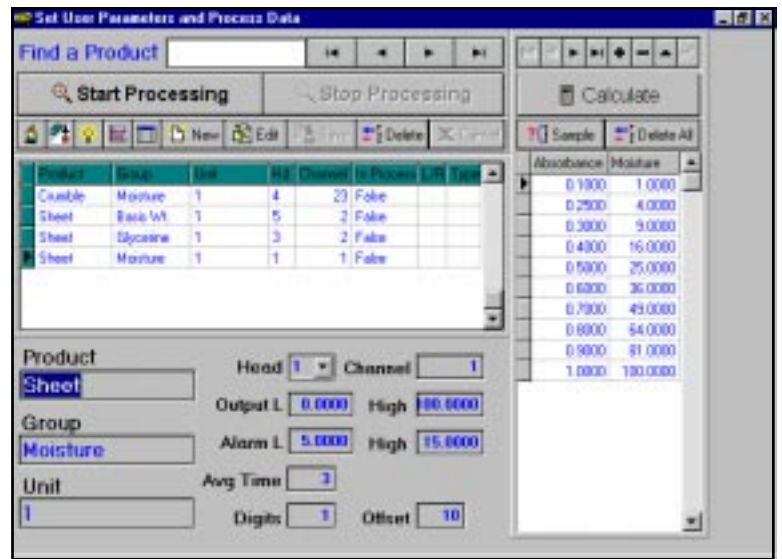 Set User Parameters and Process Data
Find a Product
Start Processing
Stop Processing
New Edit Save Delete Cancel
Product Group Unit Hd Channel In Process L/R Type
Crumble Moisture 1 4 23 False
Sheet Basis Wt. 1 5 2 False
Sheet Glycerine 1 3 2 False
Sheet Moisture 1 1 1 False
Product
Sheet
Group
Moisture
Unit
1
Head 1 Channel 1
Output L 0.0000 High 100.0000
Alarm L 5.0000 High 15.0000
Avg Time 3
Digits 1 Offset 10
Calculate
Sample Delete All
Absorbance Moisture
0.1000 1.0000
0.2500 4.0000
0.3000 9.0000
0.4000 16.0000
0.5000 25.0000
0.6000 36.0000
0.7000 49.0000
0.8000 64.0000
0.9000 81.0000
1.0000 100.0000